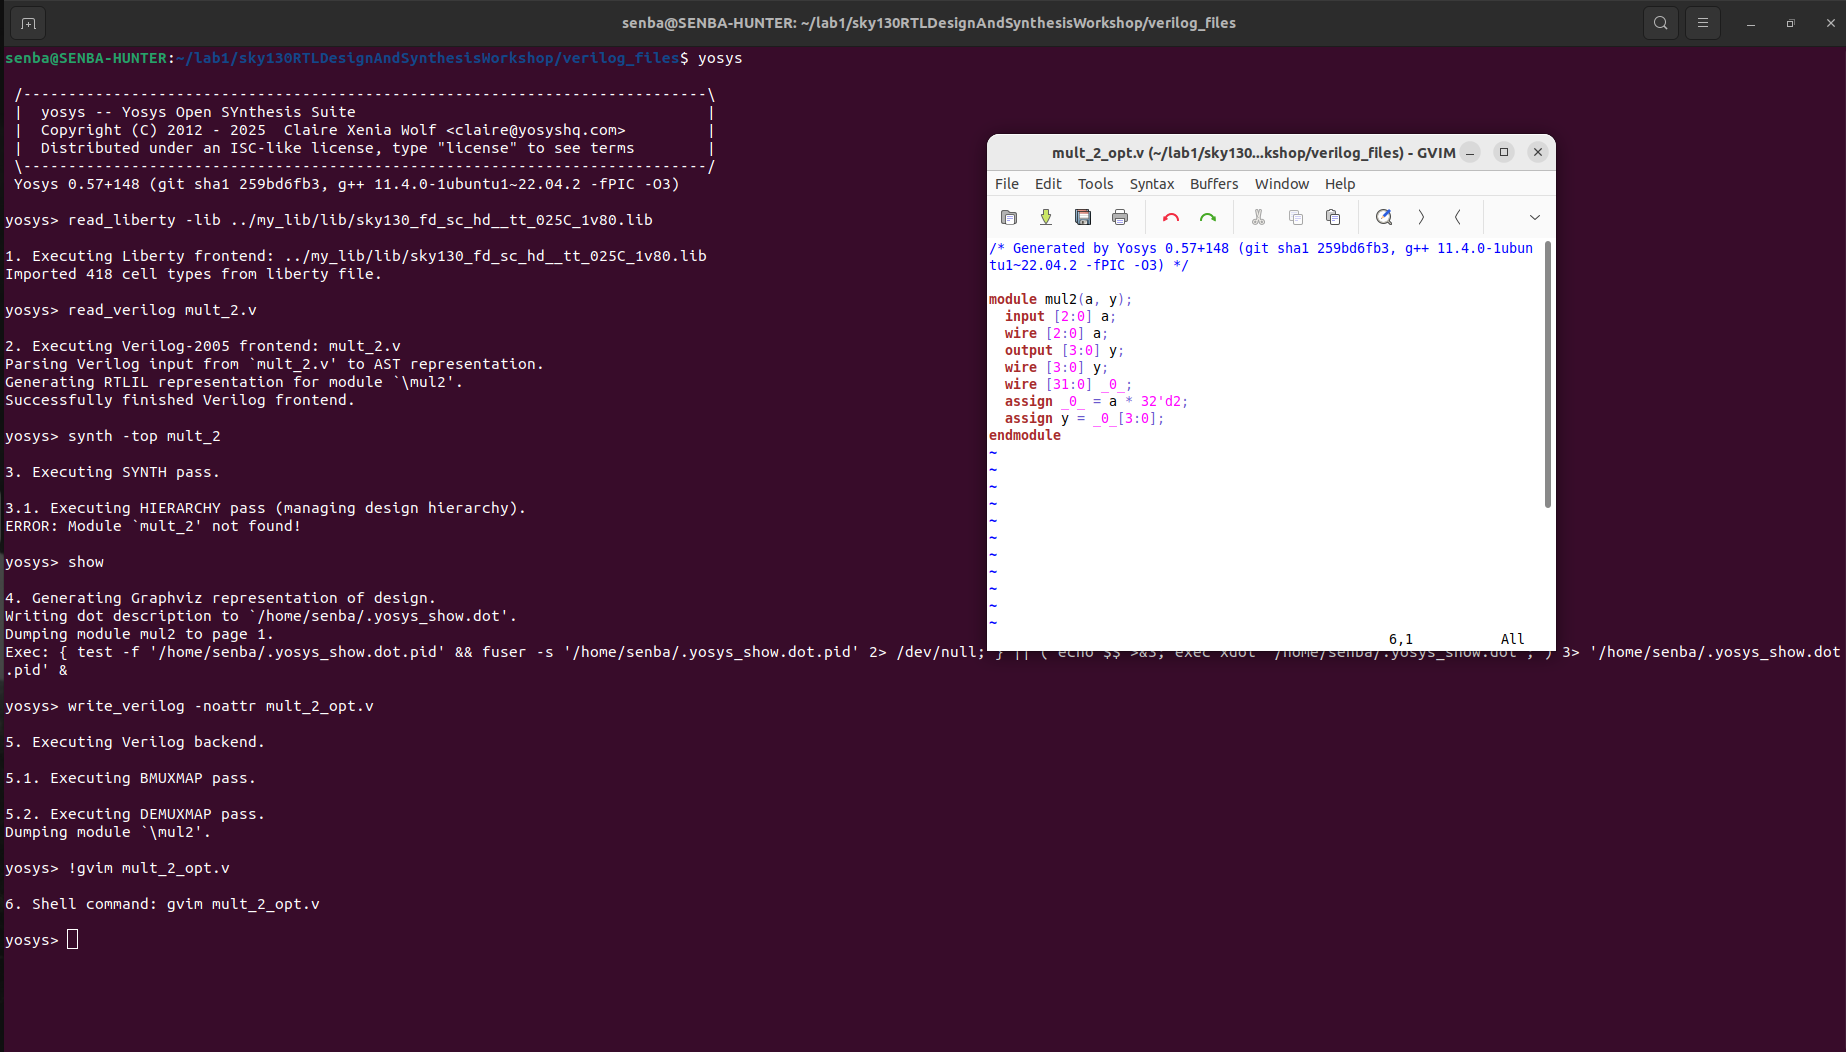 senba@SENBA-HUNTER: ~/lab1/sky130RTLDesignAndSynthesisWorkshop/verilog_files
senba@SENBA-HUNTER:~/lab1/sky130RTLDesignAndSynthesisWorkshop/verilog_files$ yosys
/----------------------------------------------------------------------------\
| yosys -- Yosys Open SYnthesis Suite |
| Copyright (C) 2012 - 2025 Claire Xenia Wolf <claire@yosyshq.com> |
| Distributed under an ISC-like license, type "license" to see terms |
\----------------------------------------------------------------------------/
Yosys 0.57+148 (git sha1 259bd6fb3, g++ 11.4.0-1ubuntu1~22.04.2 -fPIC -O3)
yosys> read_liberty -lib ../my_lib/lib/sky130_fd_sc_hd__tt_025C_1v80.lib
1. Executing Liberty frontend: ../my_lib/lib/sky130_fd_sc_hd__tt_025C_1v80.lib
Imported 418 cell types from liberty file.
yosys> read_verilog mult_2.v
2. Executing Verilog-2005 frontend: mult_2.v
Parsing Verilog input from `mult_2.v' to AST representation.
Generating RTLIL representation for module `\mul2'.
Successfully finished Verilog frontend.
yosys> synth -top mult_2
3. Executing SYNTH pass.
3.1. Executing HIERARCHY pass (managing design hierarchy).
ERROR: Module `mult_2' not found!
yosys> show
4. Generating Graphviz representation of design.
Writing dot description to `/home/senba/.yosys_show.dot'.
Dumping module mul2 to page 1.
Exec: { test -f '/home/senba/.yosys_show.dot.pid' && fuser -s '/home/senba/.yosys_show.dot.pid' 2> /dev/null; } || ( echo $$ >&3; exec xdot '/home/senba/.yosys_show.dot'; ) 3> '/home/senba/.yosys_show.dot
.pid' &
yosys> write_verilog -noattr mult_2_opt.v
5. Executing Verilog backend.
5.1. Executing BMUXMAP pass.
5.2. Executing DEMUXMAP pass.
Dumping module `\mul2'.
yosys> !gvim mult_2_opt.v
6. Shell command: gvim mult_2_opt.v
yosys>
mult_2_opt.v (~/lab1/sky130...kshop/verilog_files) - GVIM
File Edit Tools Syntax Buffers Window Help
/* Generated by Yosys 0.57+148 (git sha1 259bd6fb3, g++ 11.4.0-1ubun
tu1~22.04.2 -fPIC -O3) */
module mul2(a, y);
input [2:0] a;
wire [2:0] a;
output [3:0] y;
wire [3:0] y;
wire [31:0] _0_;
assign _0_ = a * 32'd2;
assign y = _0_[3:0];
endmodule
~
~
~
~
~
~
~
~
~
~
~
6,1 All